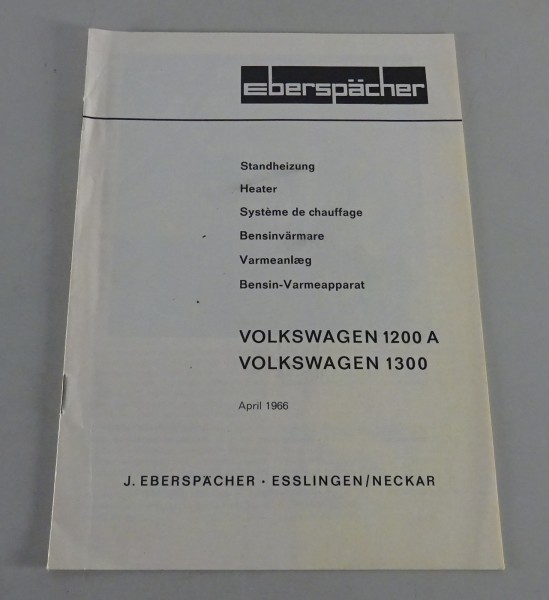 Eberspächer
Standheizung
Heater
Système de chauffage
Bensinvärmare
Varmeanlæg
Bensin-Varmeapparat
VOLKSWAGEN 1200 A
VOLKSWAGEN 1300
April 1966
J. EBERSPÄCHER · ESSLINGEN/NECKAR